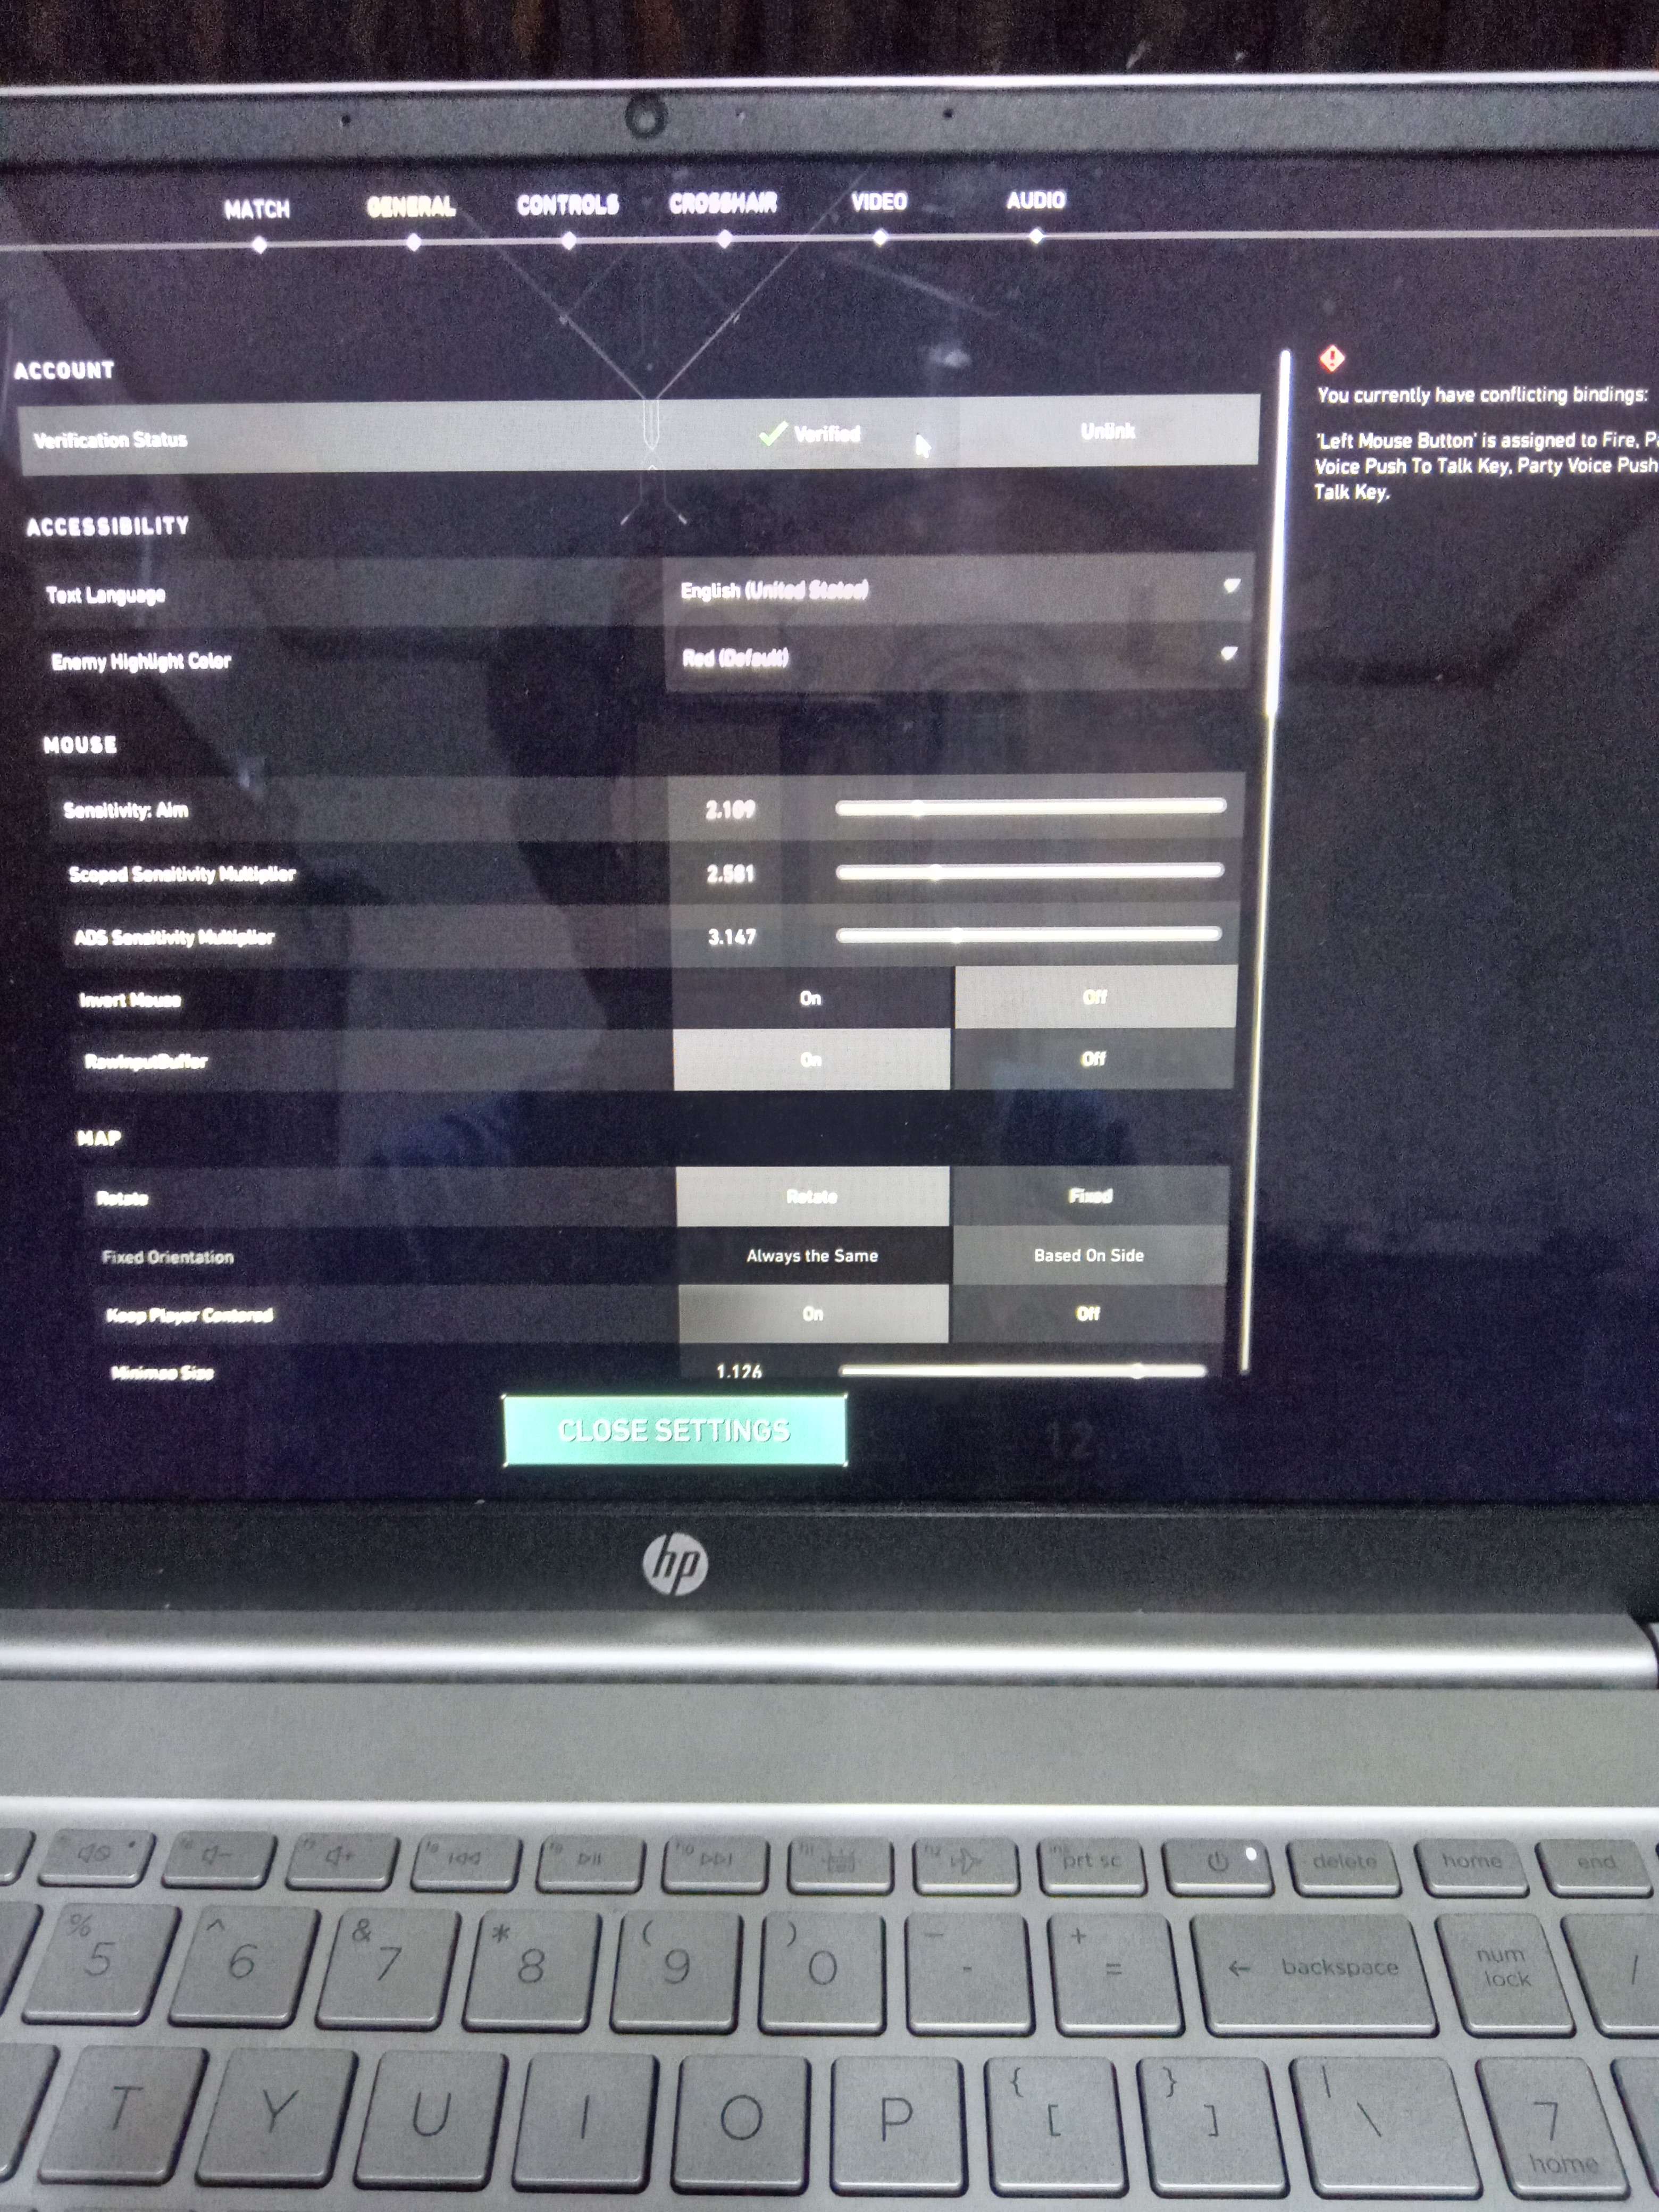 MATCH GENERAL CONTROLS CROSSHAIR VIDEO AUDIO
ACCOUNT
Verification Status Verified Unlink
ACCESSIBILITY
Text Language English (United States)
Enemy Highlight Color Red (Default)
MOUSE
Sensitivity: Aim 2.109
Scoped Sensitivity Multiplier 2.581
ADS Sensitivity Multiplier 3.147
Invert Mouse On Off
RawInputBuffer On Off
MAP
Rotate Rotate Fixed
Fixed Orientation Always the Same Based On Side
Keep Player Centered On Off
Minimap Size 1.126
CLOSE SETTINGS
You currently have conflicting bindings:
'Left Mouse Button' is assigned to Fire,
Voice Push To Talk Key, Party Voice Push
Talk Key.
12
hp
prt sc delete home end
% 5 ^ 6 & 7 * 8 ( 9 ) 0 - + = ← backspace num lock /
T Y U I O P { [ } ] | \ 7 home